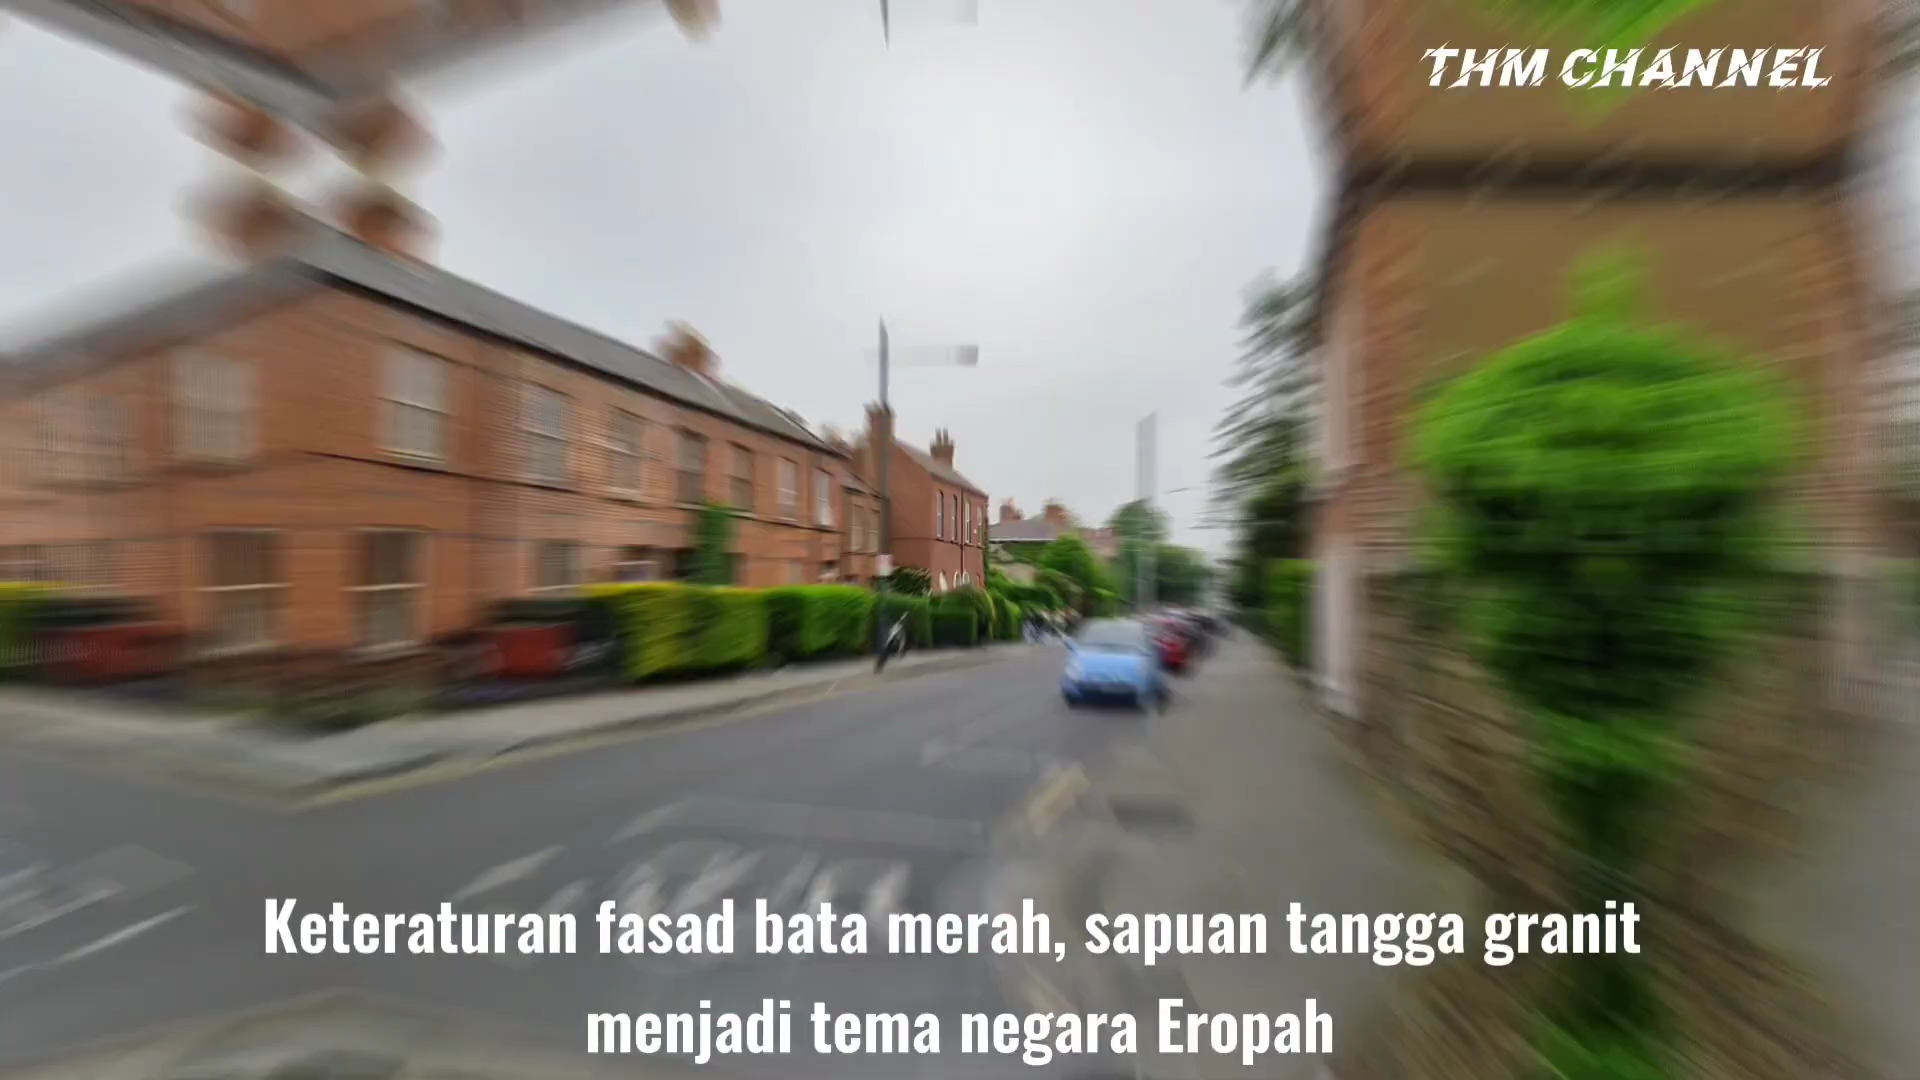 THM CHANNEL
Keteraturan fasad bata merah, sapuan tangga granit
menjadi tema negara Eropah